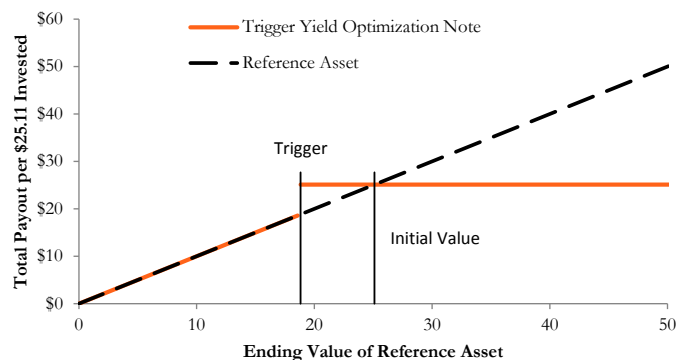 $60
$50
$40
$30
$20
$10
$0
Total Payout per $25.11 Invested
Trigger Yield Optimization Note
Reference Asset
Trigger
Initial Value
0
10
20
30
40
50
Ending Value of Reference Asset